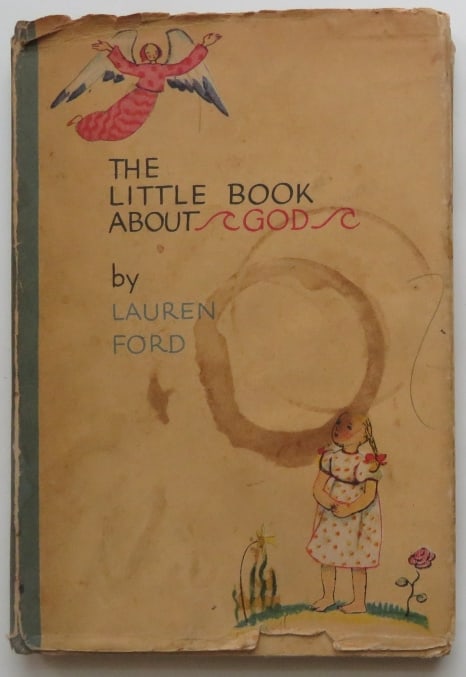 THE
LITTLE BOOK
ABOUT GOD
by
LAUREN
FORD